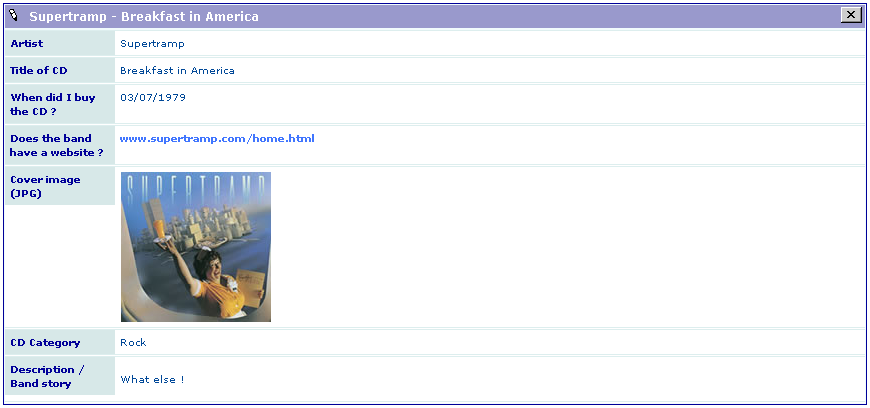 Supertramp - Breakfast in America
Artist
Supertramp
Title of CD
Breakfast in America
When did I buy
the CD ?
03/07/1979
Does the band
have a website ?
www.supertramp.com/home.html
Cover image
(JPG)
SUPERTRAMP
CD Category
Rock
Description /
Band story
What else !